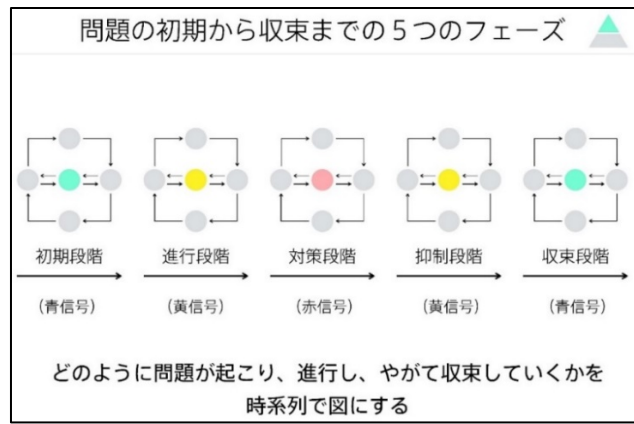 問題の初期から収束までの５つのフェーズ
初期段階
進行段階
対策段階
抑制段階
収束段階
(青信号)
(黄信号)
(赤信号)
(黄信号)
(青信号)
どのように問題が起こり、進行し、やがて収束していくかを
時系列で図にする